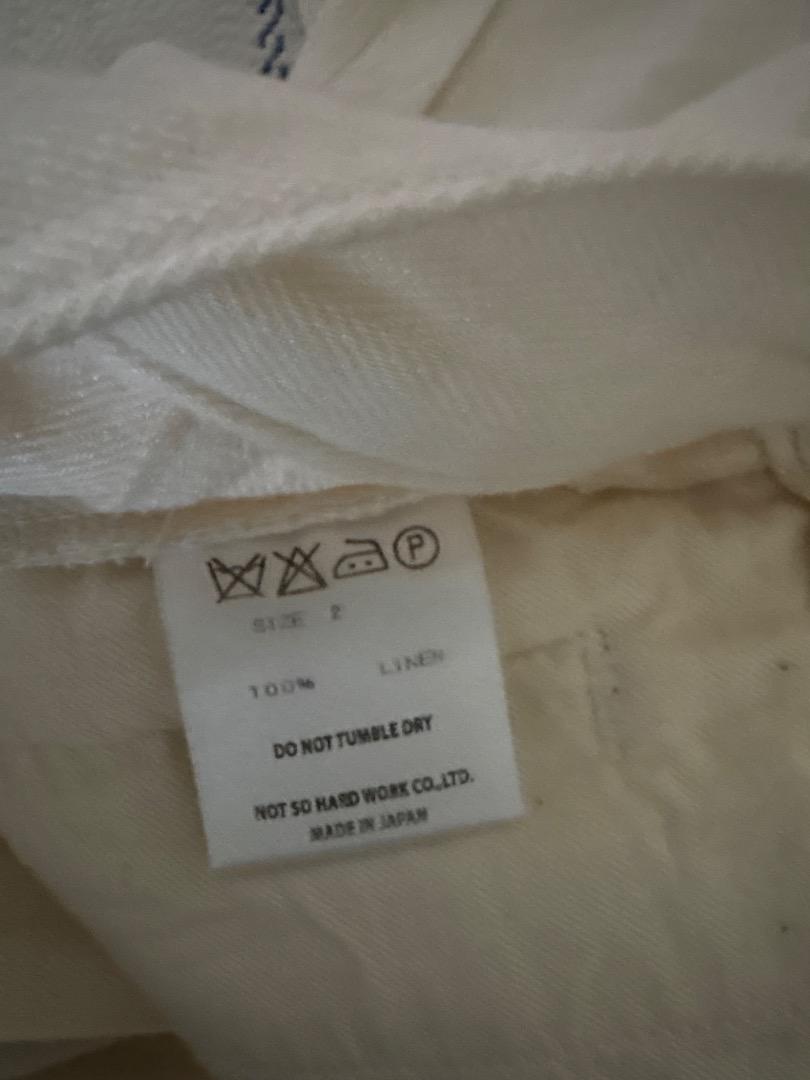 P
SIZE 2
100% LINEN
DO NOT TUMBLE DRY
NOT SO HARD WORK CO.,LTD.
MADE IN JAPAN